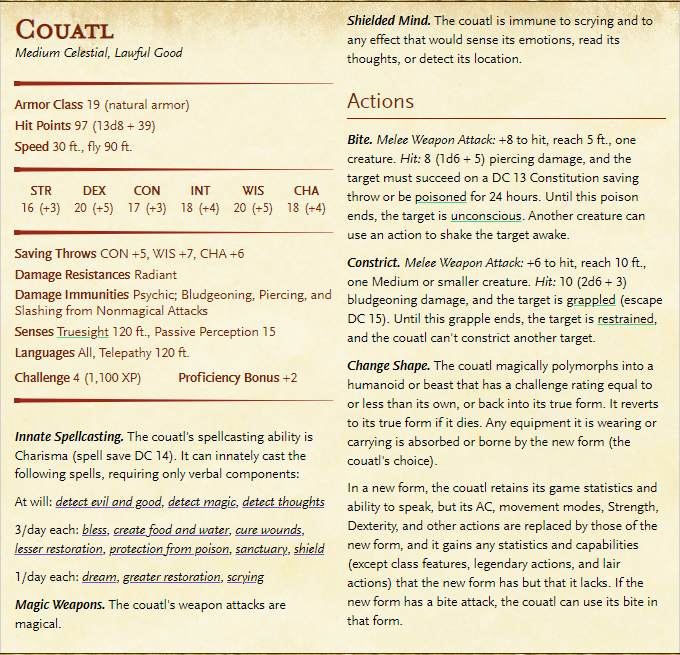 COUATL
Medium Celestial, Lawful Good
Armor Class 19 (natural armor)
Hit Points 97 (13d8 + 39)
Speed 30 ft., fly 90 ft.
STR DEX CON INT WIS CHA
16 (+3) 20 (+5) 17 (+3) 18 (+4) 20 (+5) 18 (+4)
Saving Throws CON +5, WIS +7, CHA +6
Damage Resistances Radiant
Damage Immunities Psychic; Bludgeoning, Piercing, and
Slashing from Nonmagical Attacks
Senses Truesight 120 ft., Passive Perception 15
Languages All, Telepathy 120 ft.
Challenge 4 (1,100 XP) Proficiency Bonus +2
Innate Spellcasting. The couatl's spellcasting ability is
Charisma (spell save DC 14). It can innately cast the
following spells, requiring only verbal components:
At will: detect evil and good, detect magic, detect thoughts
3/day each: bless, create food and water, cure wounds,
lesser restoration, protection from poison, sanctuary, shield
1/day each: dream, greater restoration, scrying
Magic Weapons. The couatl's weapon attacks are
magical.
Shielded Mind. The couatl is immune to scrying and to
any effect that would sense its emotions, read its
thoughts, or detect its location.
Actions
Bite. Melee Weapon Attack: +8 to hit, reach 5 ft., one
creature. Hit: 8 (1d6 + 5) piercing damage, and the
target must succeed on a DC 13 Constitution saving
throw or be poisoned for 24 hours. Until this poison
ends, the target is unconscious. Another creature can
use an action to shake the target awake.
Constrict. Melee Weapon Attack: +6 to hit, reach 10 ft.,
one Medium or smaller creature. Hit: 10 (2d6 + 3)
bludgeoning damage, and the target is grappled (escape
DC 15). Until this grapple ends, the target is restrained,
and the couatl can't constrict another target.
Change Shape. The couatl magically polymorphs into a
humanoid or beast that has a challenge rating equal to
or less than its own, or back into its true form. It reverts
to its true form if it dies. Any equipment it is wearing or
carrying is absorbed or borne by the new form (the
couatl's choice).
In a new form, the couatl retains its game statistics and
ability to speak, but its AC, movement modes, Strength,
Dexterity, and other actions are replaced by those of the
new form, and it gains any statistics and capabilities
(except class features, legendary actions, and lair
actions) that the new form has but that it lacks. If the
new form has a bite attack, the couatl can use its bite in
that form.